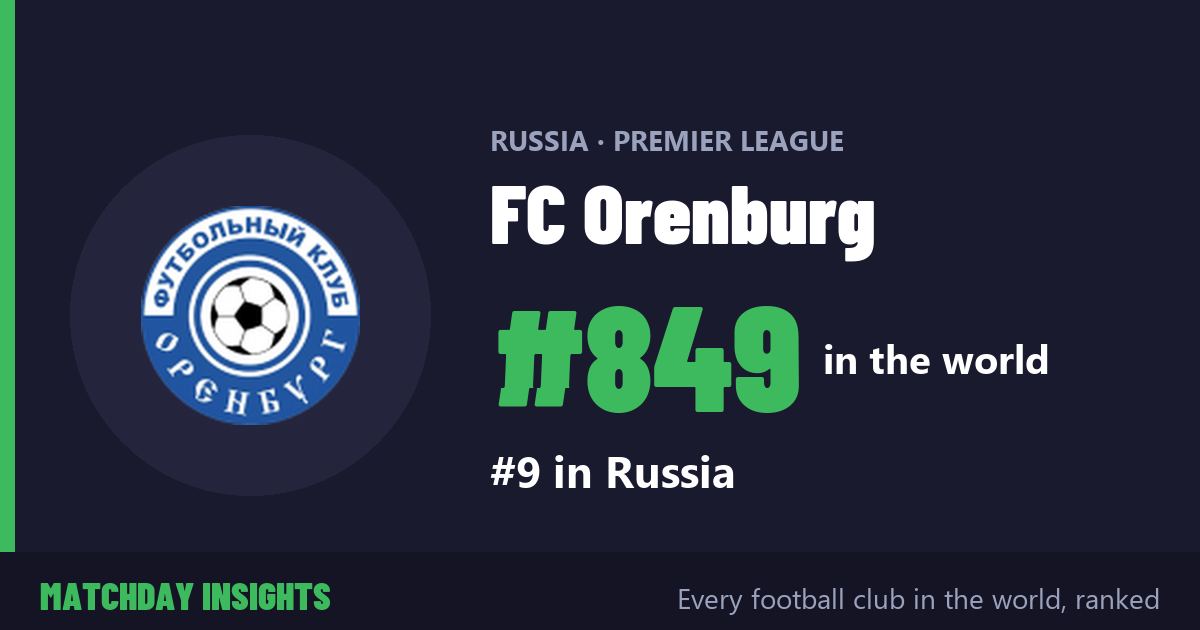 RUSSIA · PREMIER LEAGUE
FC Orenburg
ФУТБОЛЬНЫЙ КЛУБ
ОРЕНБУРГ
#849 in the world
#9 in Russia
MATCHDAY INSIGHTS
Every football club in the world, ranked